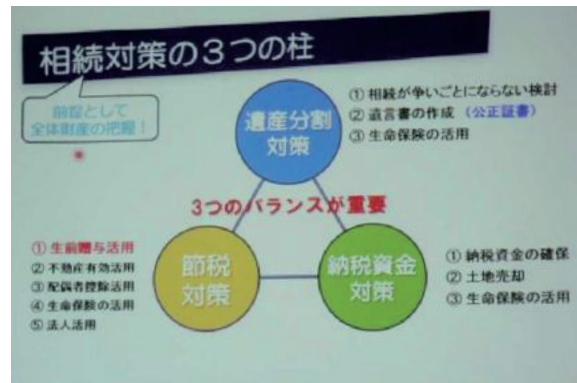 相続対策の3つの柱
前提として
全体財産の把握!
遺産分割
対策
① 相続が争いごとにならない検討
② 遺言書の作成 (公正証書)
③ 生命保険の活用
3つのバランスが重要
① 生前贈与活用
② 不動産有効活用
③ 配偶者控除活用
④ 生命保険の活用
⑤ 法人活用
節税
対策
納税資金
対策
① 納税資金の確保
② 土地売却
③ 生命保険の活用